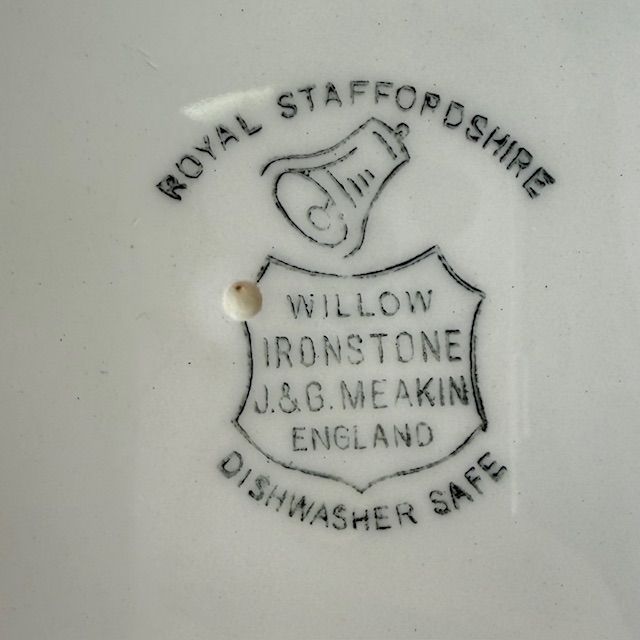 ROYAL STAFFORDSHIRE
WILLOW
IRONSTONE
J.&G. MEAKIN
ENGLAND
DISHWASHER SAFE